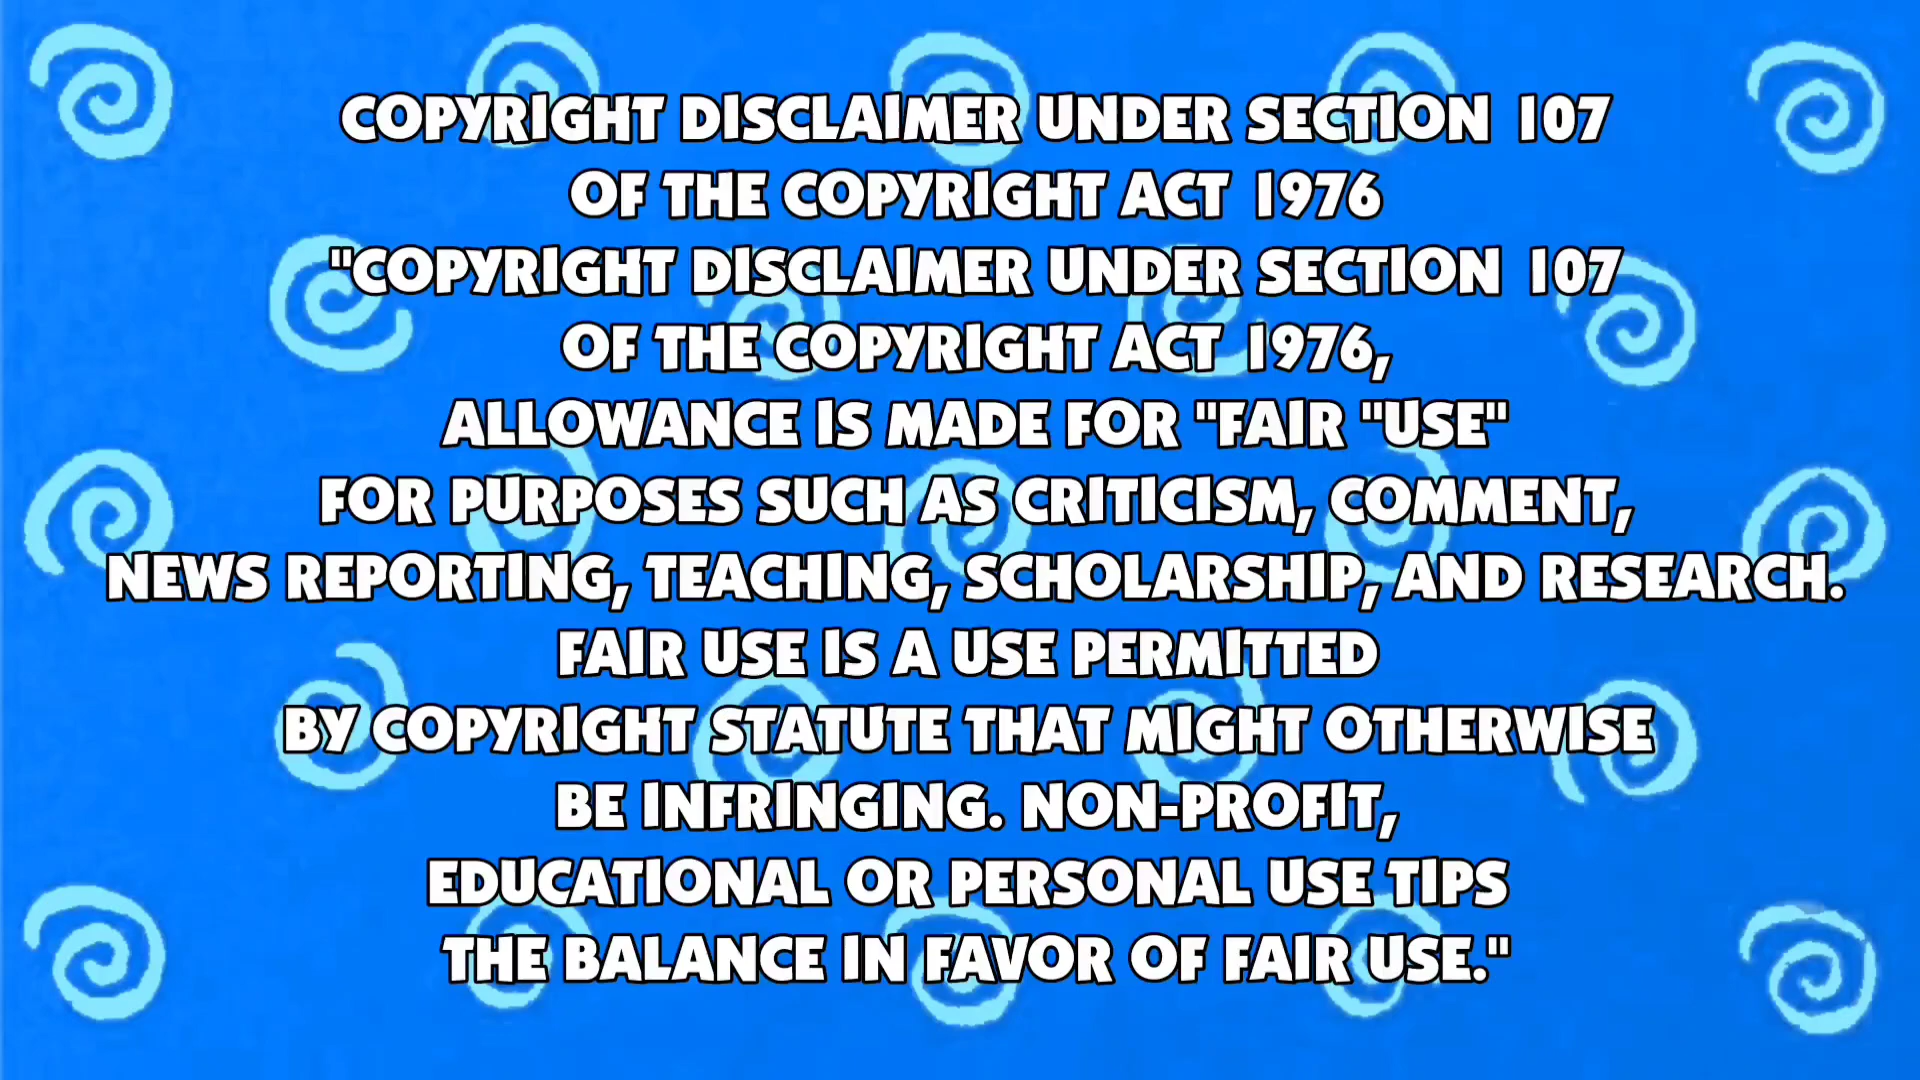 COPYRIGHT DISCLAIMER UNDER SECTION 107
OF THE COPYRIGHT ACT 1976
"COPYRIGHT DISCLAIMER UNDER SECTION 107
OF THE COPYRIGHT ACT 1976,
ALLOWANCE IS MADE FOR "FAIR "USE"
FOR PURPOSES SUCH AS CRITICISM, COMMENT,
NEWS REPORTING, TEACHING, SCHOLARSHIP, AND RESEARCH.
FAIR USE IS A USE PERMITTED
BY COPYRIGHT STATUTE THAT MIGHT OTHERWISE
BE INFRINGING. NON-PROFIT,
EDUCATIONAL OR PERSONAL USE TIPS
THE BALANCE IN FAVOR OF FAIR USE."